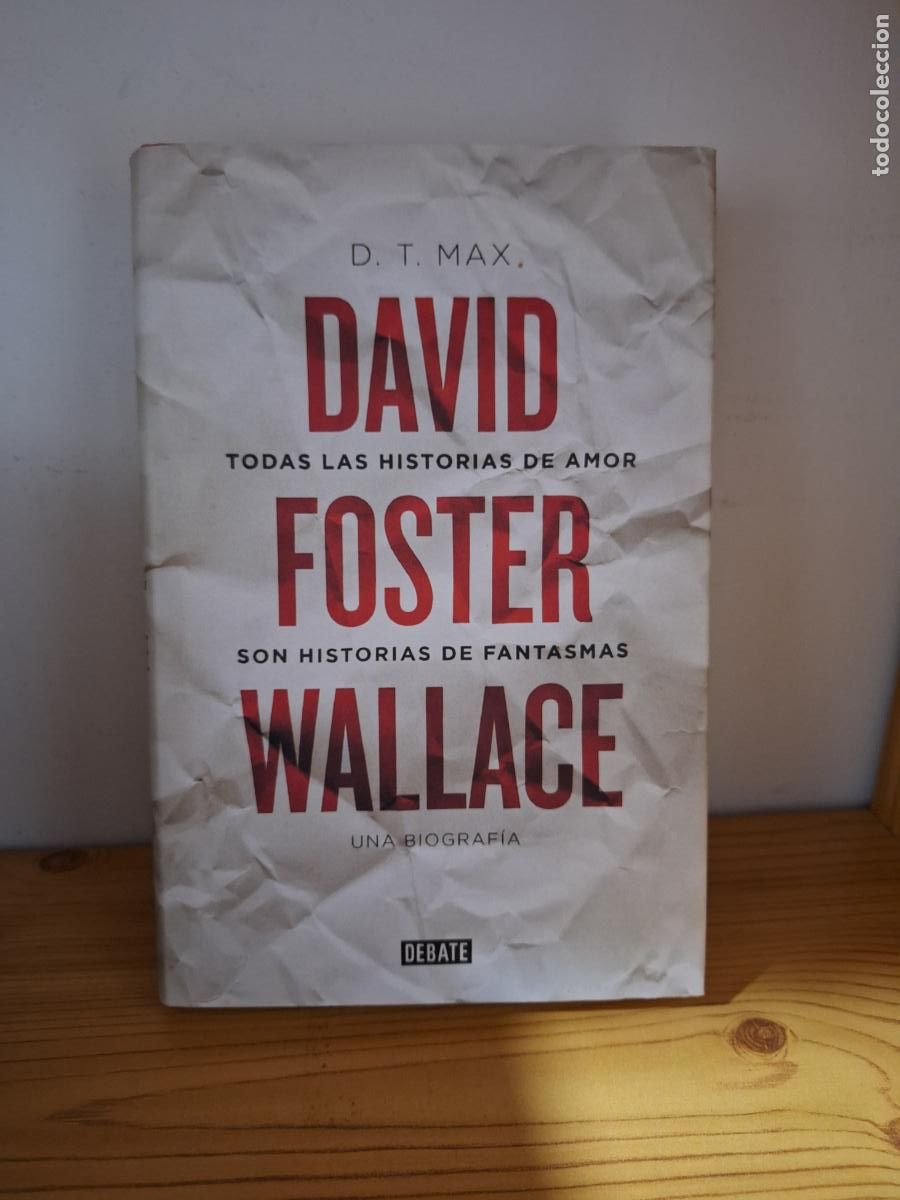 todocoleccion
D. T. MAX
DAVID
TODAS LAS HISTORIAS DE AMOR
FOSTER
SON HISTORIAS DE FANTASMAS
WALLACE
UNA BIOGRAFÍA
DEBATE